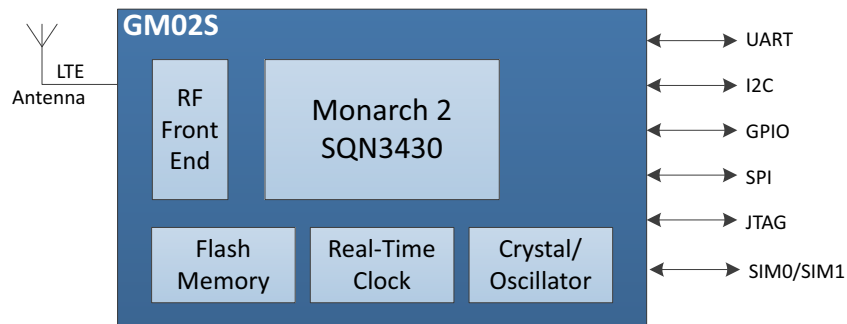 GM02S
LTE
Antenna
RF
Front
End
Monarch 2
SQN3430
Flash
Memory
Real-Time
Clock
Crystal/
Oscillator
UART
I2C
GPIO
SPI
JTAG
SIM0/SIM1